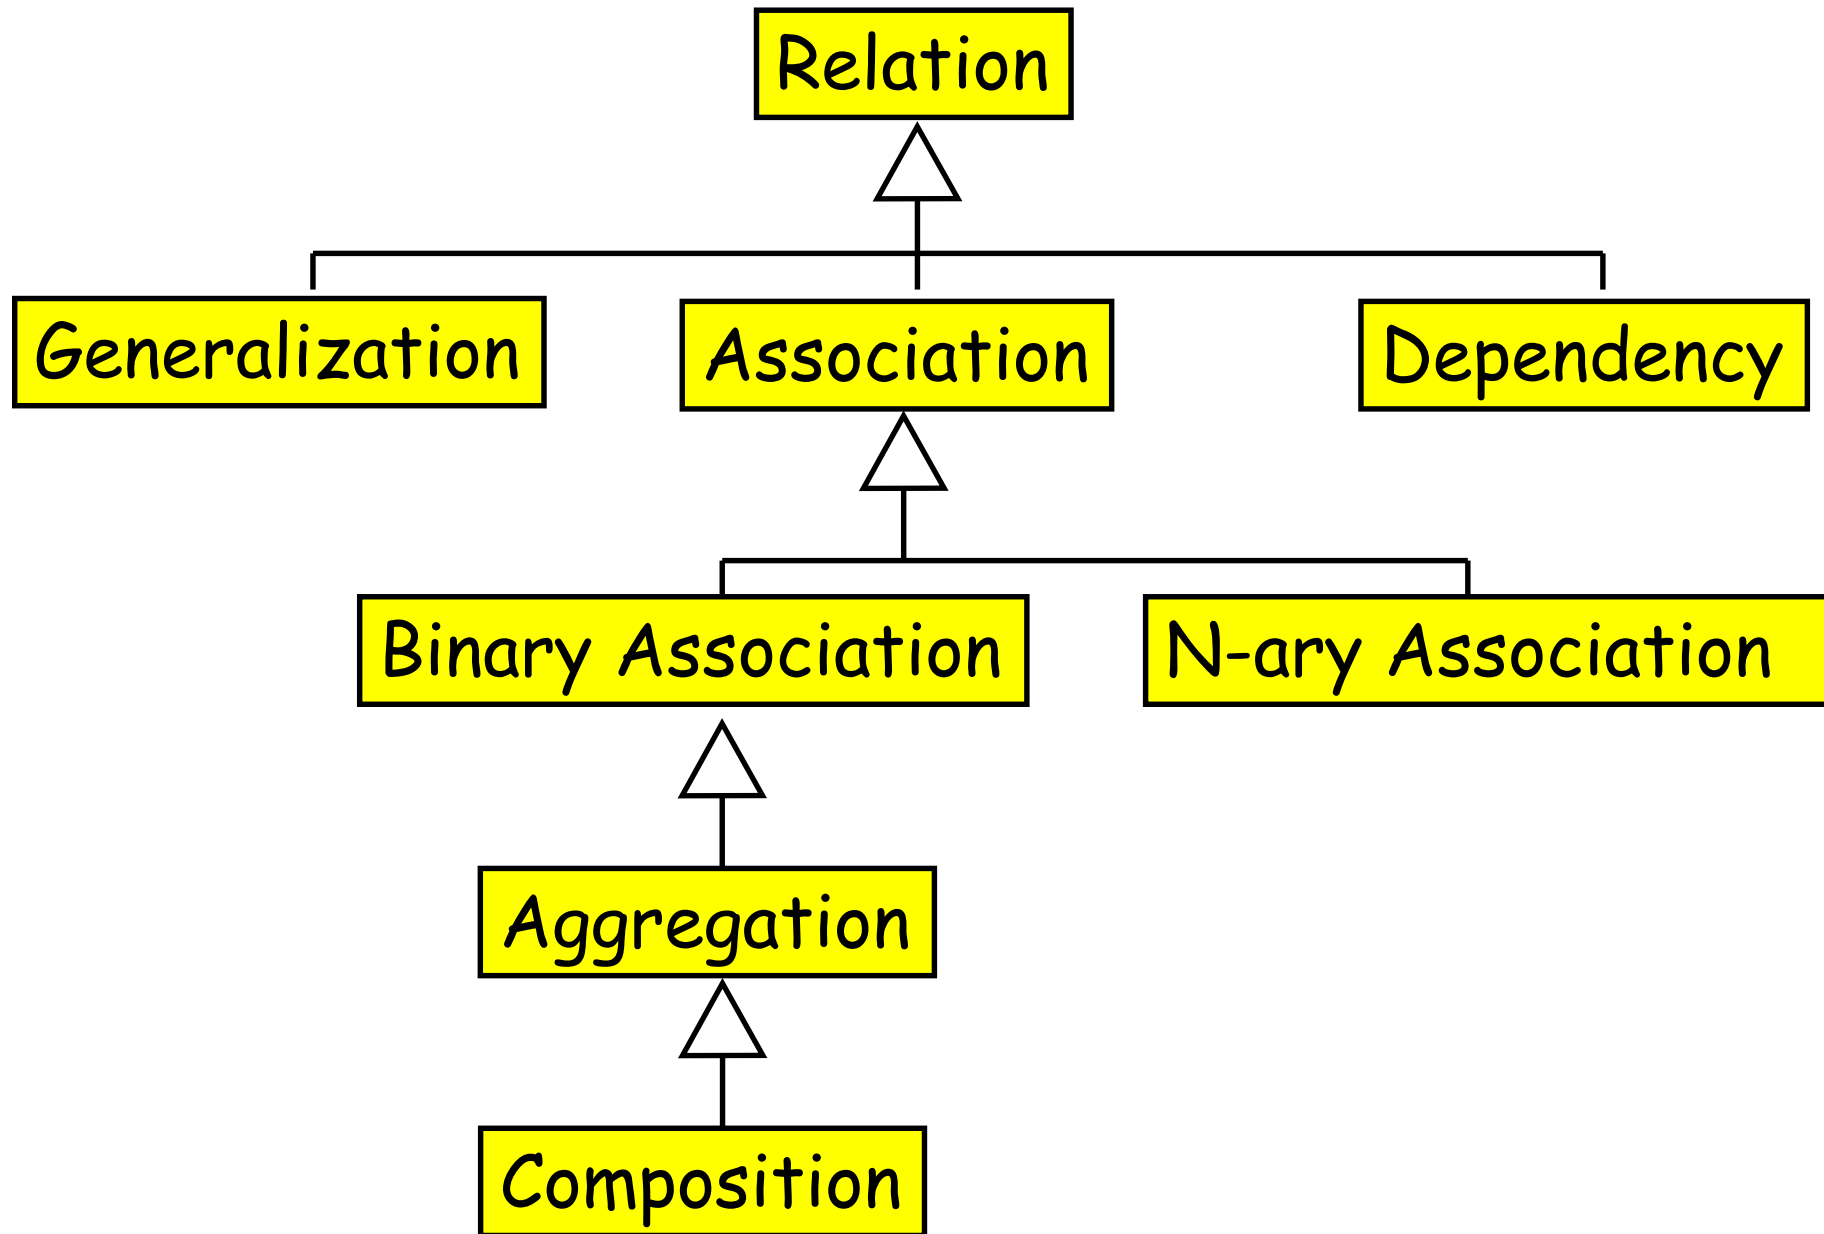 Relation
Generalization
Association
Dependency
Binary Association
N-ary Association
Aggregation
Composition